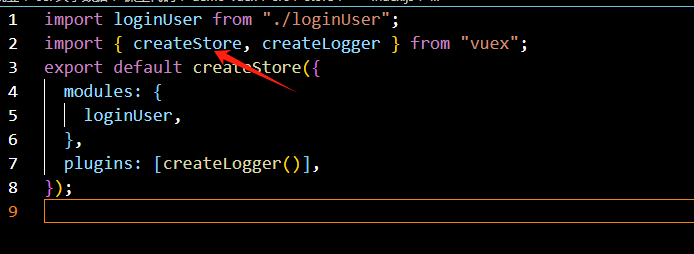 1 import loginUser from "./loginUser";
2 import { createStore, createLogger } from "vuex";
3 export default createStore({
4   modules: {
5     loginUser,
6   },
7   plugins: [createLogger()],
8 });
9